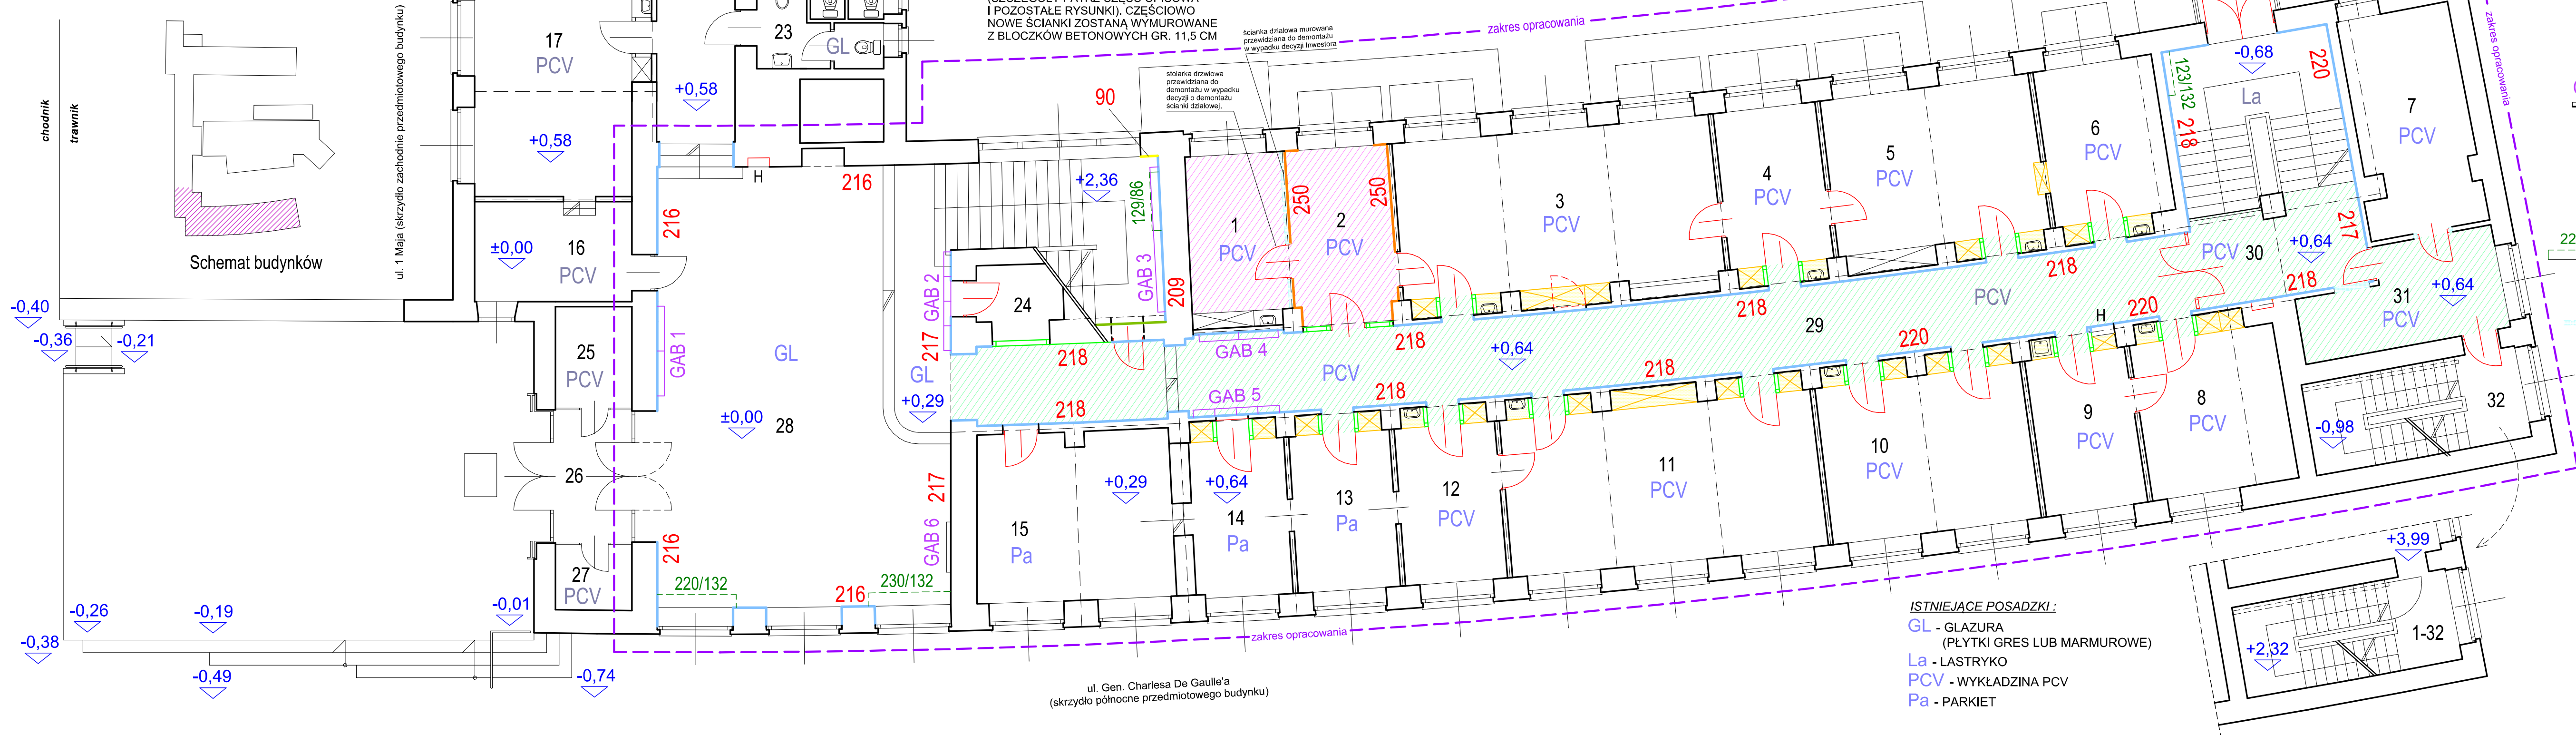 (SZCZEGÓŁY PATRZ CZĘŚĆ OPISOWA
I POZOSTAŁE RYSUNKI). CZĘŚCIOWO
NOWE ŚCIANKI ZOSTANĄ WYMUROWANE
Z BLOCZKÓW BETONOWYCH GR. 11,5 CM
ścianka działowa murowana
przewidziana do demontażu
w wypadku decyzji Inwestora
stolarka drzwiowa
przewidziana do
demontażu w wypadku
decyzji o demontażu
ścianki działowej,
zakres opracowania
zakres opracowania
zakres opracowania
chodnik
trawnik
Schemat budynków
ul. 1 Maja (skrzydło zachodnie przedmiotowego budynku)
17
PCV
+0,58
+0,58
23
GL
16
PCV
±0,00
-0,40
-0,36
-0,21
25
PCV
26
27
PCV
-0,01
-0,26
-0,19
-0,38
-0,49
-0,74
H
216
216
216
216
GAB 1
GL
±0,00
28
220/132
230/132
90
+2,36
129/86
GAB 2
GAB 3
209
24
217
217
GL
+0,29
GAB 6
218
218
1
PCV
250
2
PCV
250
3
PCV
4
PCV
5
PCV
6
PCV
7
PCV
-0,68
La
220
123/132
218
217
PCV
30
+0,64
218
31
PCV
+0,64
GAB 4
PCV
GAB 5
218
218
+0,64
218
218
218
29
PCV
220
220
H
15
Pa
+0,29
+0,64
14
Pa
13
Pa
12
PCV
11
PCV
10
PCV
9
PCV
8
PCV
32
-0,98
+3,99
1-32
+2,32
22
ul. Gen. Charlesa De Gaulle'a
(skrzydło północne przedmiotowego budynku)
ISTNIEJĄCE POSADZKI :
GL - GLAZURA
(PŁYTKI GRES LUB MARMUROWE)
La - LASTRYKO
PCV - WYKŁADZINA PCV
Pa - PARKIET